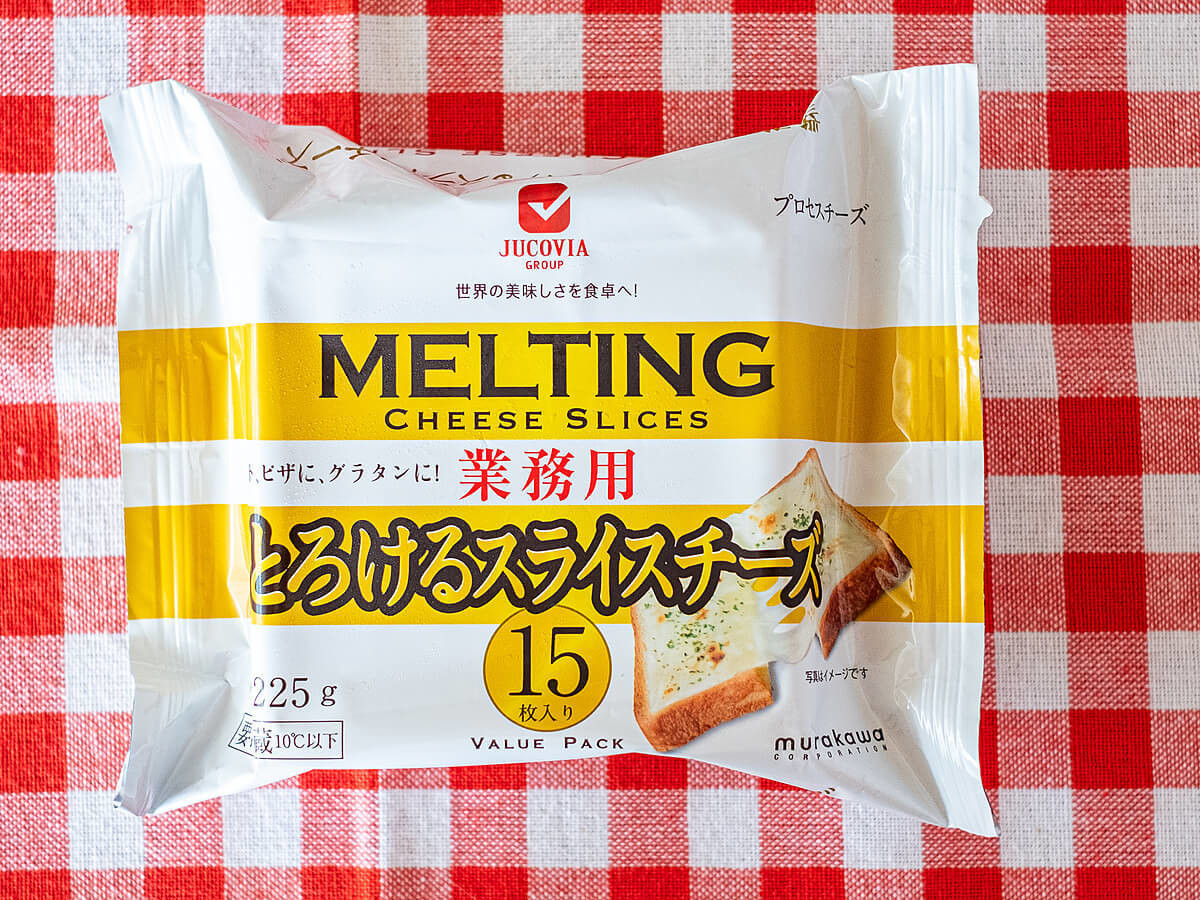 JUCOVIA
GROUP
プロセスチーズ
世界の美味しさを食卓へ!
MELTING
CHEESE SLICES
ピザに、グラタンに!
業務用
とろけるスライスチーズ
15
枚入り
写真はイメージです
225g
10℃以下
VALUE PACK
murakawa
CORPORATION